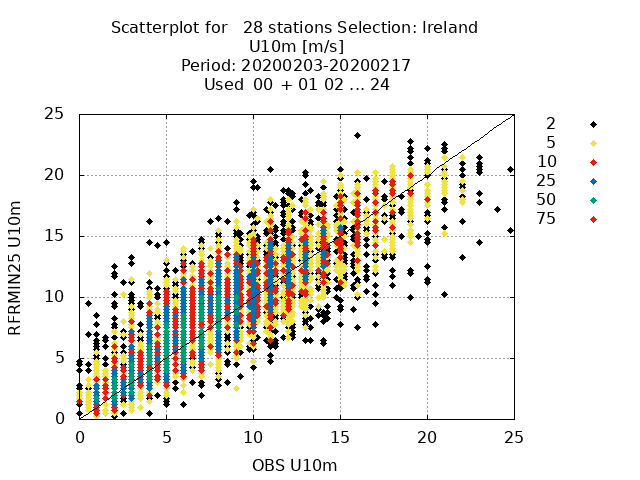 Scatterplot for   28 stations Selection: Ireland
U10m [m/s]
Period: 20200203-20200217
Used  00 + 01 02 ... 24
25
20
15
10
5
0
RFRMIN25 U10m
0 5 10 15 20 25
OBS U10m
2
5
10
25
50
75